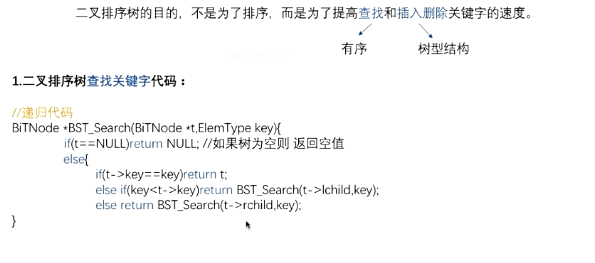 二叉排序树的目的，不是为了排序，而是为了提高查找和插入删除关键字的速度。
有序 树型结构
1.二叉排序树查找关键字代码：
//递归代码
BiTNode *BST_Search(BiTNode *t,ElemType key){
if(t==NULL)return NULL; //如果树为空则 返回空值
else{
if(t->key==key)return t;
else if(key<t->key)return BST_Search(t->lchild,key);
else return BST_Search(t->rchild,key);
}